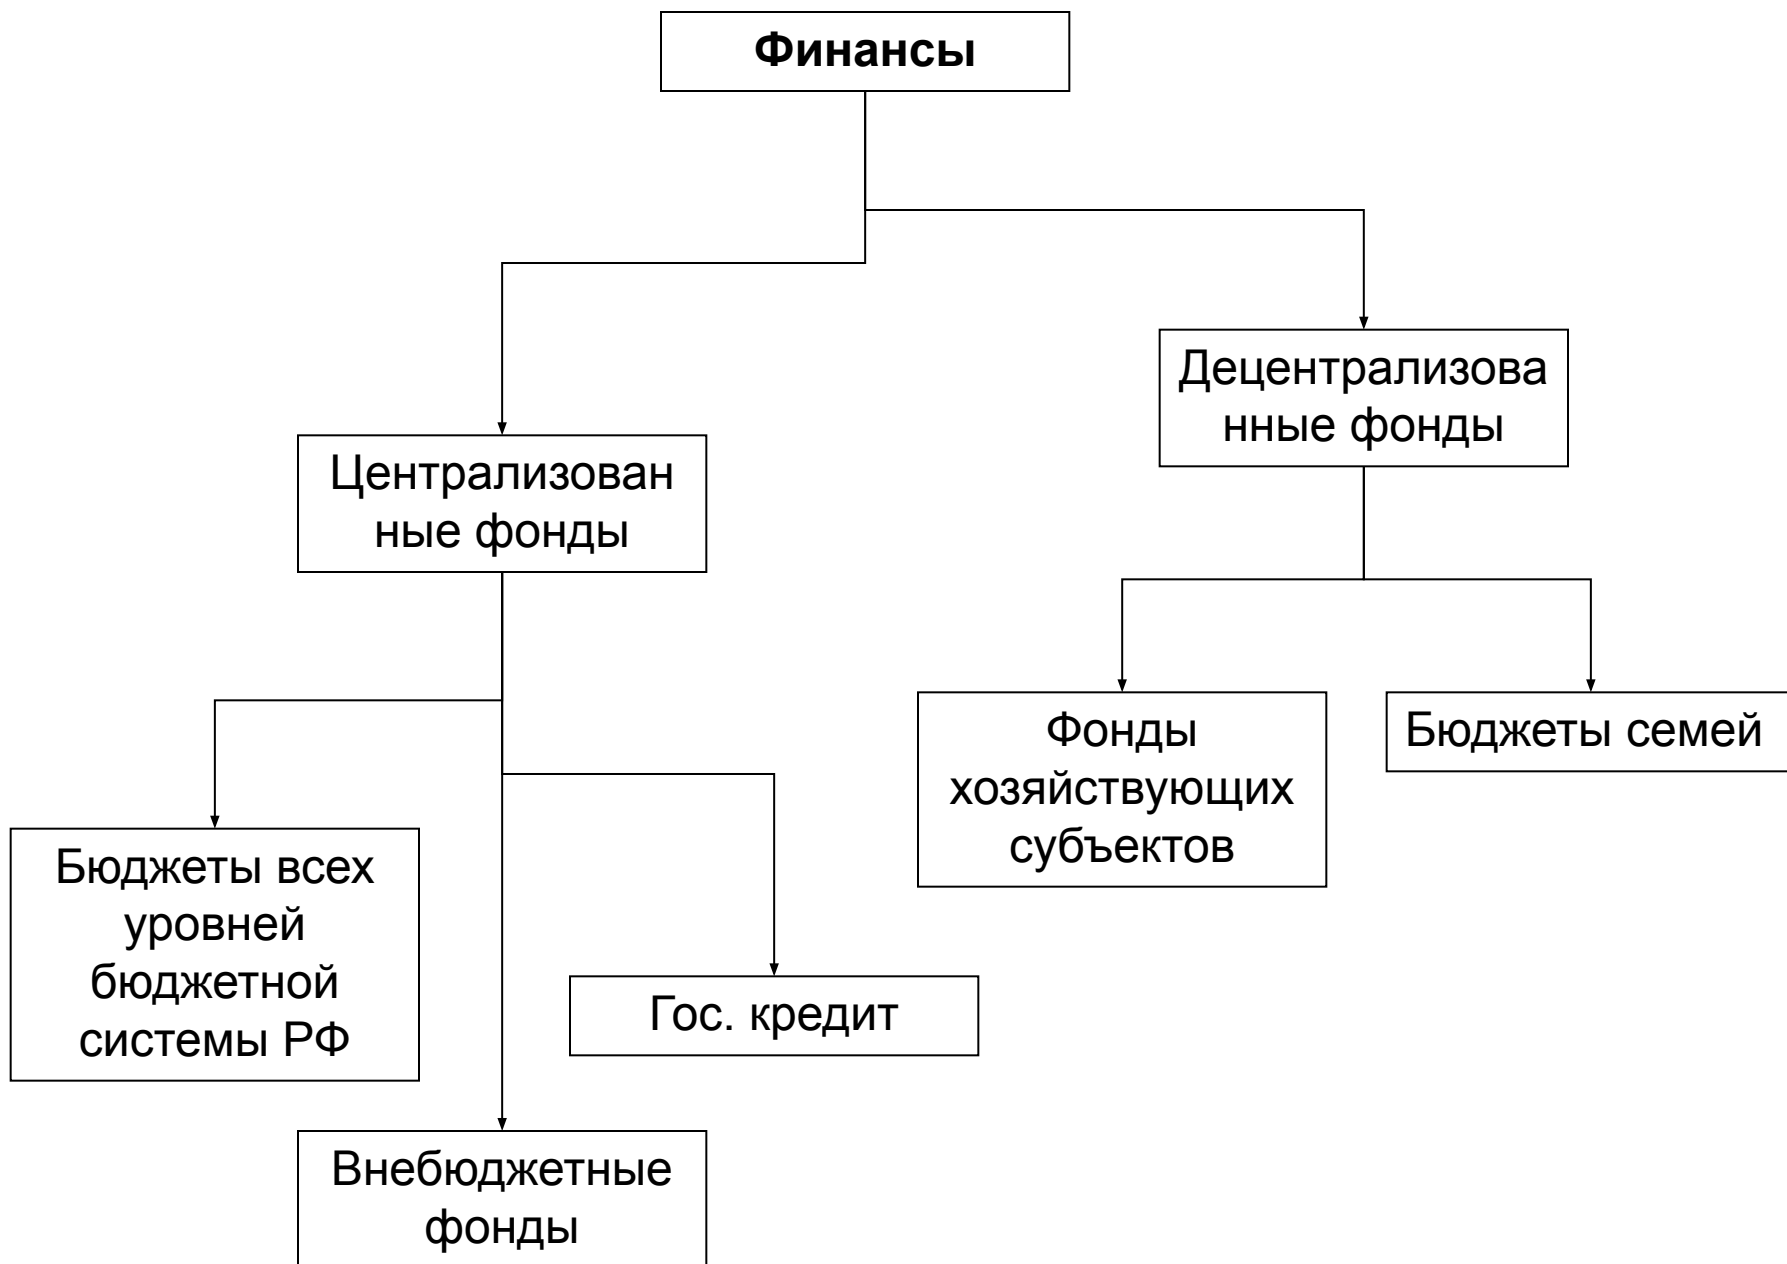 Финансы
Децентрализова
нные фонды
Централизован
ные фонды
Фонды
хозяйствующих
субъектов
Бюджеты семей
Бюджеты всех
уровней
бюджетной
системы РФ
Гос. кредит
Внебюджетные
фонды